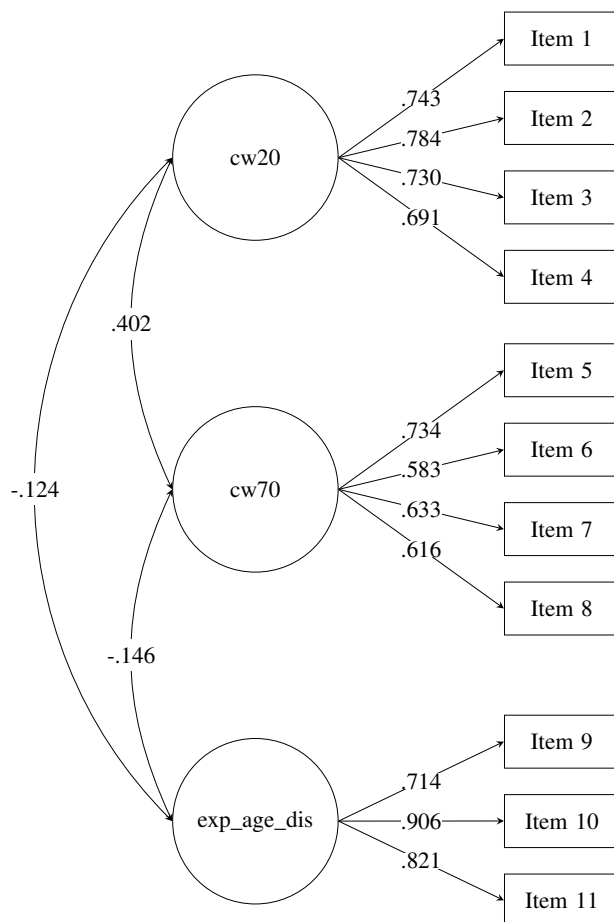 Item 1
.743
Item 2
cw20
.784
.730
Item 3
.691
Item 4
.402
Item 5
.734
Item 6
.583
-.124
cw70
.633
Item 7
.616
Item 8
-.146
Item 9
.714
exp_age_dis
.906
Item 10
.821
Item 11